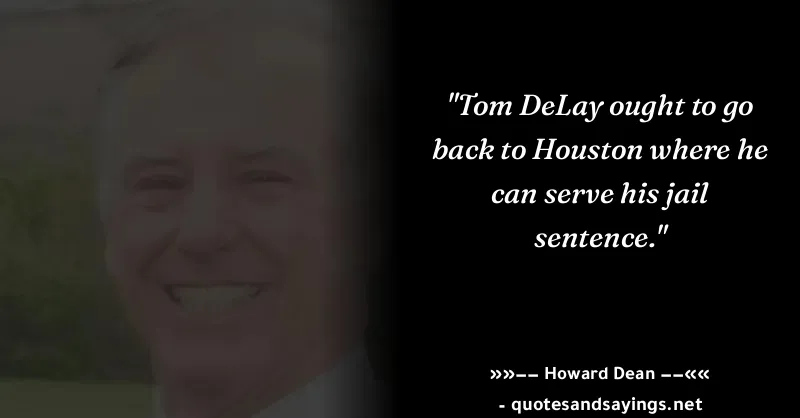 "Tom DeLay ought to go
back to Houston where he
can serve his jail
sentence."
»»–– Howard Dean ––««
- quotesandsayings.net